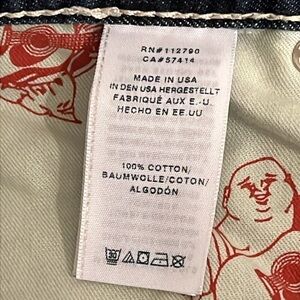 RN#112790
CA#57414
MADE IN USA
IN DEN USA HERGESTELLT
FABRIQUÉ AUX E.-U.
HECHO EN EE.UU
100% COTTON/
BAUMWOLLE/COTON/
ALGODÓN